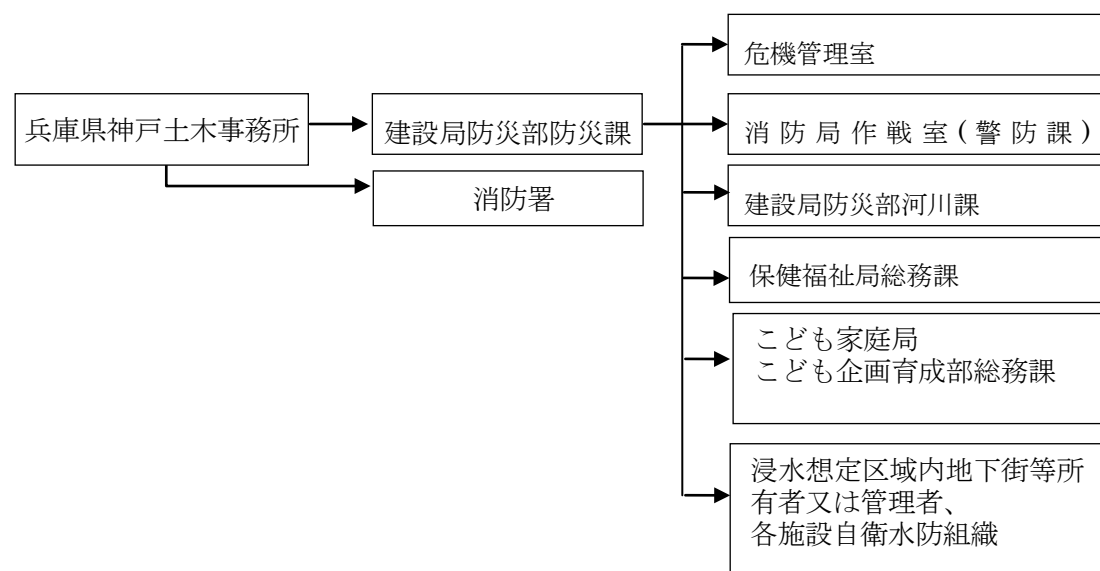 兵庫県神戸土木事務所
建設局防災部防災課
消防署
危機管理室
消防局作戦室(警防課)
建設局防災部河川課
保健福祉局総務課
こども家庭局
こども企画育成部総務課
浸水想定区域内地下街等所
有者又は管理者、
各施設自衛水防組織